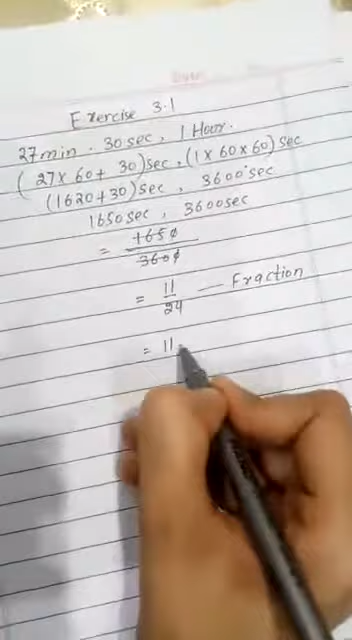 Exercise 3.1
27 min . 30 sec , 1 Hour.
(27 x 60 + 30) sec , (1 x 60 x 60) sec
(1620 + 30) sec , 3600 sec
1650 sec , 3600 sec
= 1650
3600
= 11 — Fraction
24
= 11